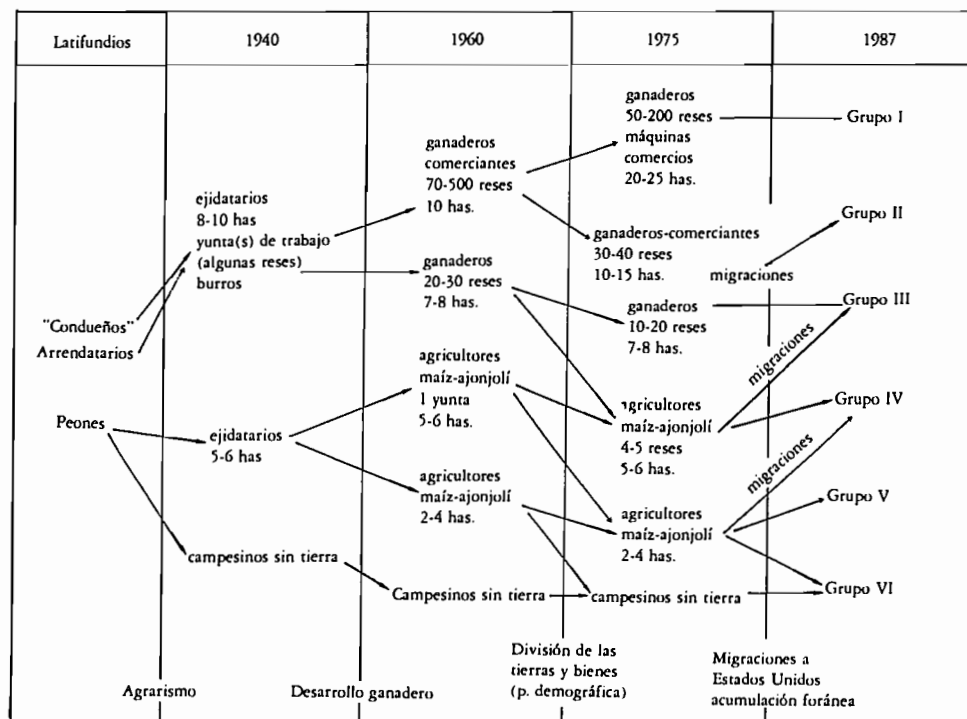 Latifundios
1940
1960
1975
1987
"Condueños"
Arrendatarios
Peones
ejidatarios
8-10 has
yunta(s) de trabajo
(algunas reses)
burros
ejidatarios
5-6 has
campesinos sin tierra
ganaderos
comerciantes
70-500 reses
10 has.
ganaderos
20-30 reses
7-8 has.
agricultores
maíz-ajonjolí
1 yunta
5-6 has.
agricultores
maíz-ajonjolí
2-4 has.
Campesinos sin tierra
ganaderos
50-200 reses
máquinas
comercios
20-25 has.
ganaderos-comerciantes
30-40 reses
10-15 has.
migraciones
ganaderos
10-20 reses
7-8 has.
agricultores
maíz-ajonjolí
4-5 reses
5-6 has.
agricultores
maíz-ajonjolí
2-4 has.
campesinos sin tierra
migraciones
migraciones
Grupo I
Grupo II
Grupo III
Grupo IV
Grupo V
Grupo VI
Agrarismo
Desarrollo ganadero
División de las
tierras y bienes
(p. demográfica)
Migraciones a
Estados Unidos
acumulación foránea